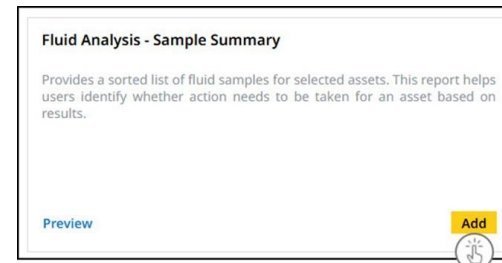 Fluid Analysis - Sample Summary
Provides a sorted list of fluid samples for selected assets. This report helps
users identify whether action needs to be taken for an asset based on
results.
Preview
Add